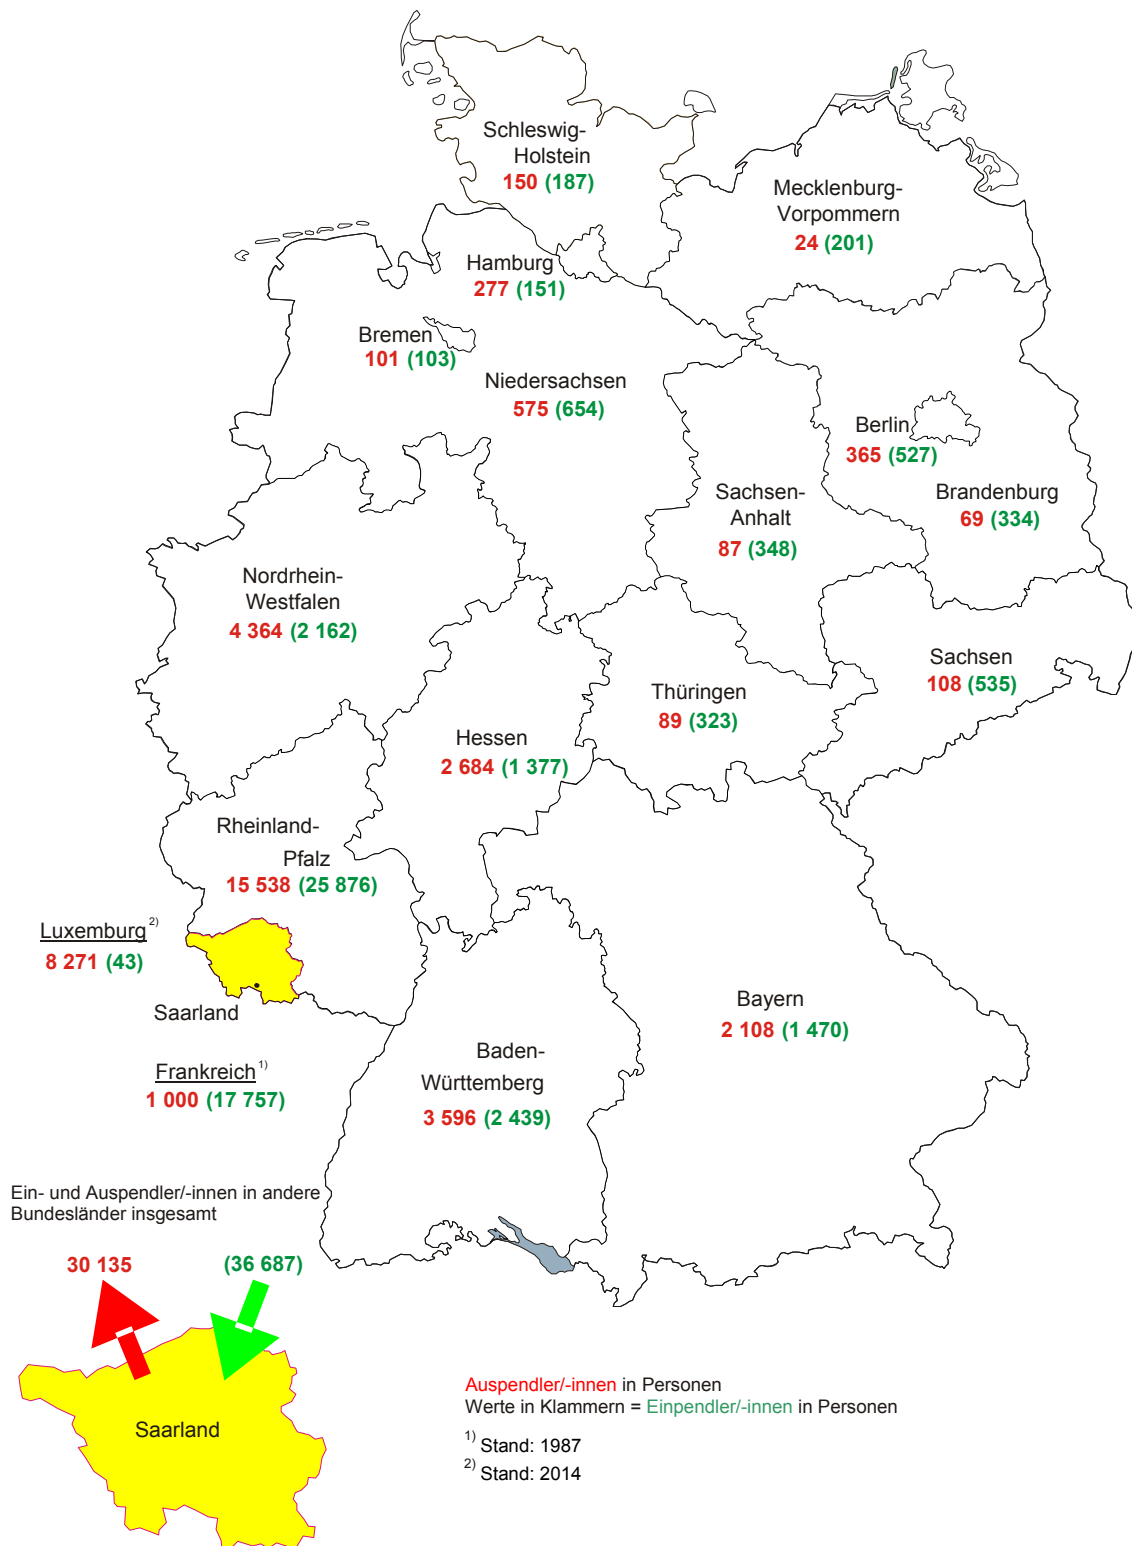 Schleswig-
Holstein
150 (187)
Mecklenburg-
Vorpommern
24 (201)
Hamburg
277 (151)
Bremen
101 (103)
Niedersachsen
575 (654)
Berlin
365 (527)
Brandenburg
69 (334)
Sachsen-
Anhalt
87 (348)
Nordrhein-
Westfalen
4 364 (2 162)
Sachsen
108 (535)
Thüringen
89 (323)
Hessen
2 684 (1 377)
Rheinland-
Pfalz
15 538 (25 876)
Luxemburg 2)
8 271 (43)
Saarland
Bayern
2 108 (1 470)
Frankreich 1)
1 000 (17 757)
Baden-
Württemberg
3 596 (2 439)
Ein- und Auspendler/-innen in andere
Bundesländer insgesamt
30 135 (36 687)
Saarland
Auspendler/-innen in Personen
Werte in Klammern = Einpendler/-innen in Personen
1) Stand: 1987
2) Stand: 2014